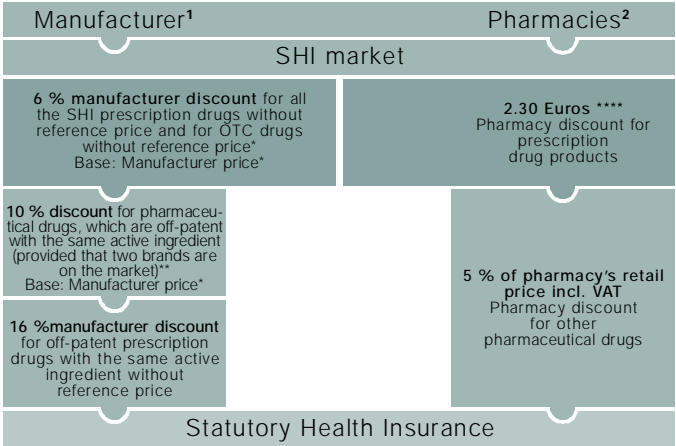 Manufacturer¹
Pharmacies²
SHI market
6 % manufacturer discount for all
the SHI prescription drugs without
reference price and for OTC drugs
without reference price*
Base: Manufacturer price*
2.30 Euros ****
Pharmacy discount for
prescription
drug products
10 % discount for pharmaceu-
tical drugs, which are off-patent
with the same active ingredient
(provided that two brands are
on the market)**
Base: Manufacturer price*
5 % of pharmacy's retail
price incl. VAT
Pharmacy discount
for other
pharmaceutical drugs
16 %manufacturer discount
for off-patent prescription
drugs with the same active
ingredient without
reference price
Statutory Health Insurance